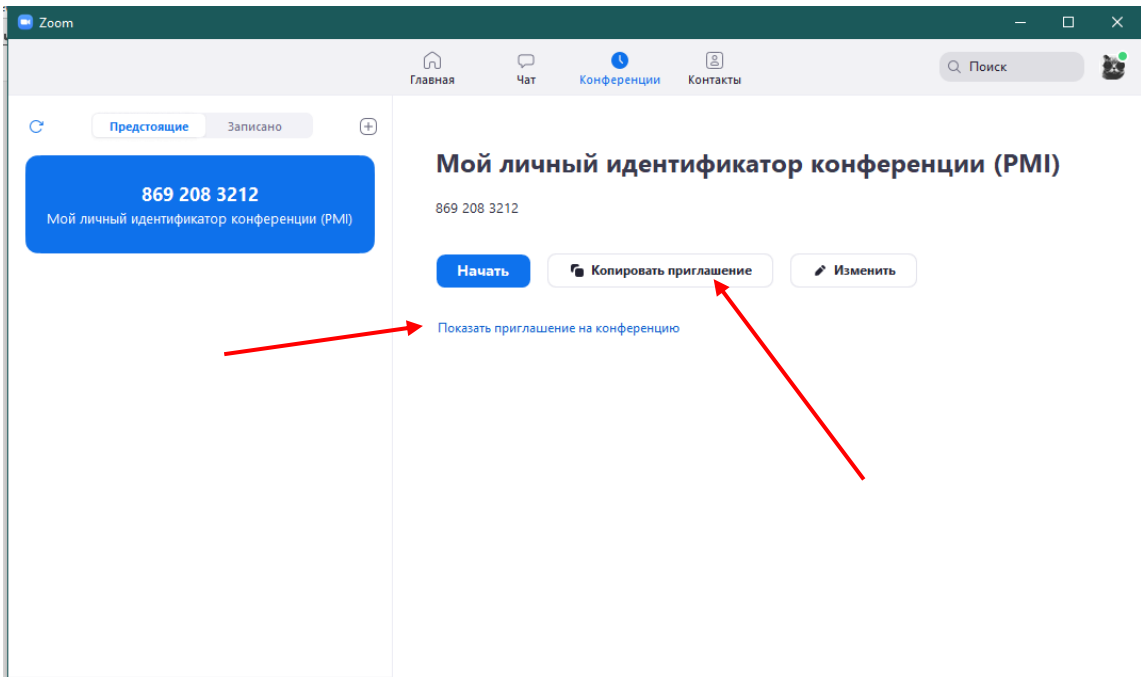 Zoom
Главная
Чат
Конференции
Контакты
Поиск
Предстоящие
Записано
869 208 3212
Мой личный идентификатор конференции (PMI)
Мой личный идентификатор конференции (PMI)
869 208 3212
Начать
Копировать приглашение
Изменить
Показать приглашение на конференцию